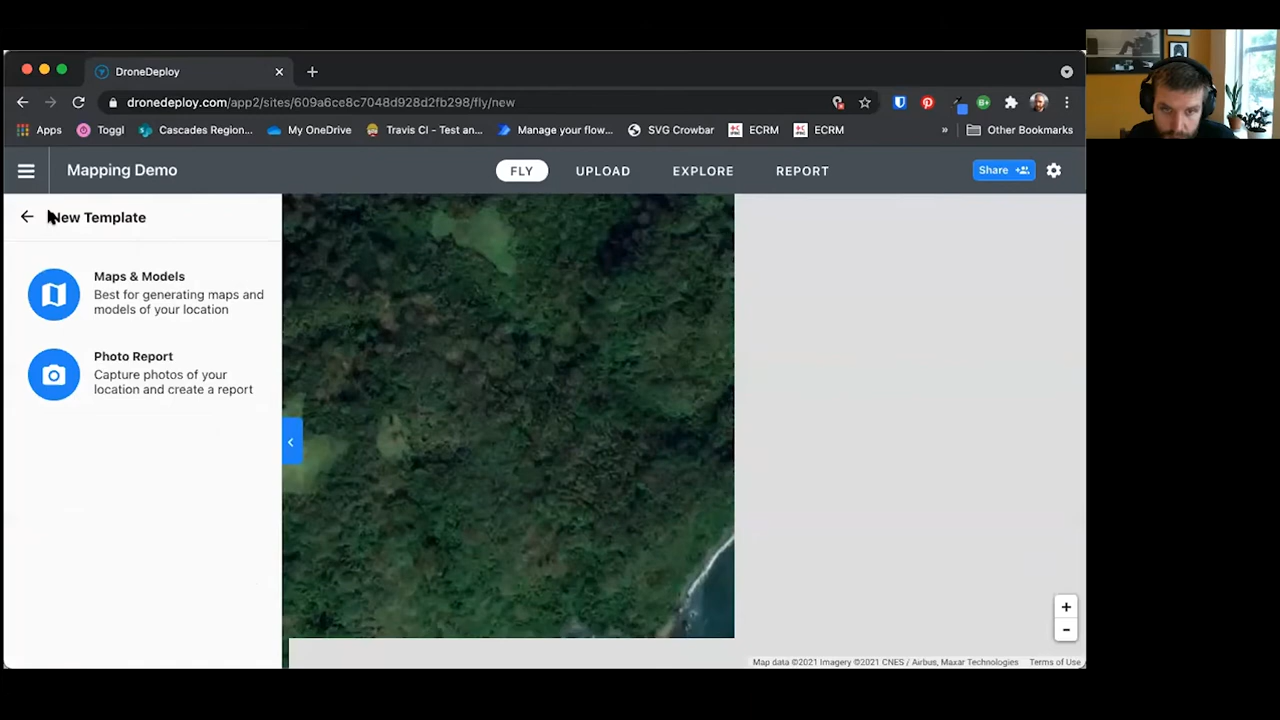 DroneDeploy
dronedeploy.com/app2/sites/609a6ce8c7048d928d2fb298/fly/new
Apps Toggl Cascades Region... My OneDrive Travis CI - Test an... Manage your flow... SVG Crowbar ECRM ECRM » Other Bookmarks
Mapping Demo FLY UPLOAD EXPLORE REPORT Share
New Template
Maps & Models
Best for generating maps and
models of your location
Photo Report
Capture photos of your
location and create a report
+
-
Map data ©2021 Imagery ©2021 CNES / Airbus, Maxar Technologies Terms of Use